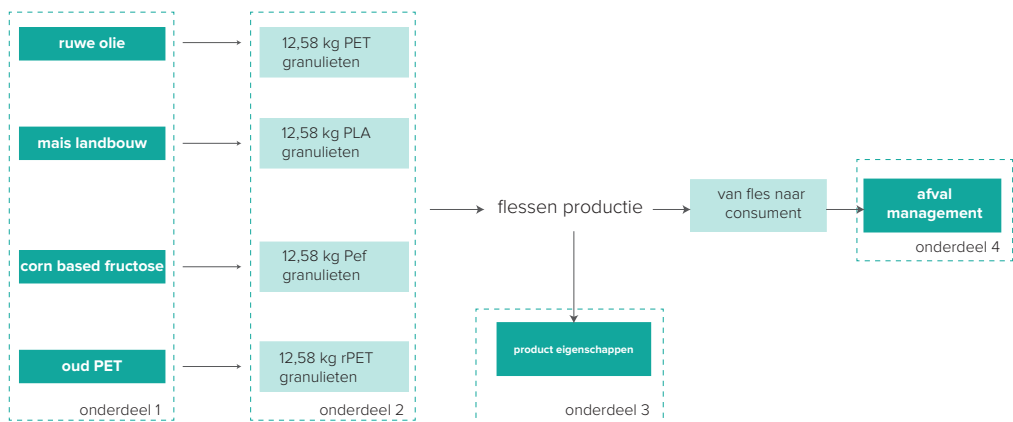 ruwe olie
12,58 kg PET
granulieten
mais landbouw
12,58 kg PLA
granulieten
corn based fructose
12,58 kg Pef
granulieten
oud PET
12,58 kg rPET
granulieten
onderdeel 1
onderdeel 2
flessen productie
van fles naar
consument
afval
management
onderdeel 4
product eigenschappen
onderdeel 3